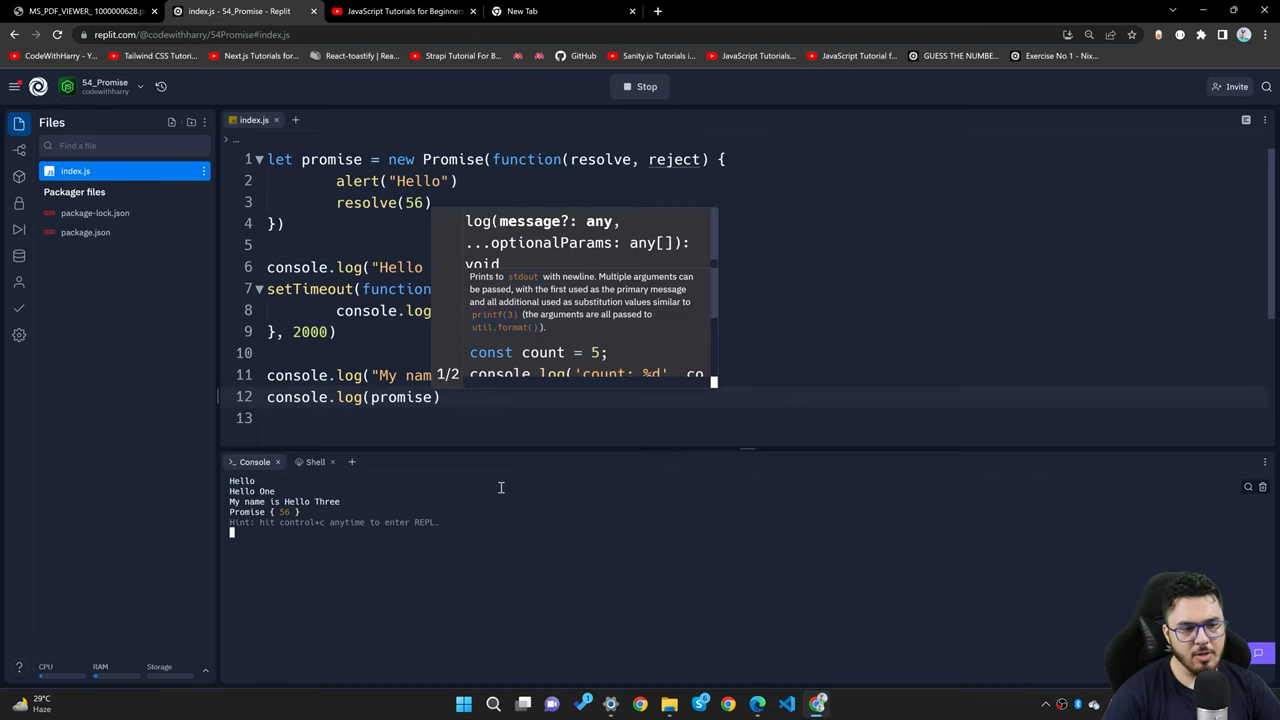 MS_PDF_VIEWER_1000000628.p
index.js - 54_Promise - Replit
JavaScript Tutorials for Beginners
New Tab
replit.com/@codewithharry/54Promise#index.js
CodeWithHarry
Tailwind CSS Tutorial...
Next.js Tutorials for...
React-toastify | Rea...
Strapi Tutorial For B...
GitHub
Sanity.io Tutorials i...
JavaScript Tutorials...
JavaScript Tutorial f...
GUESS THE NUMBE...
Exercise No 1 - Nix...
54_Promise
codewithharry
Stop
Invite
Files
Find a file
index.js
Packager files
package-lock.json
package.json
index.js
...
1 let promise = new Promise(function(resolve, reject) {
2 alert("Hello")
3 resolve(56)
4 })
5
6 console.log("Hello
7 setTimeout(function
8 console.log
9 }, 2000)
10
11 console.log("My nam
12 console.log(promise)
13
log(message?: any,
...optionalParams: any[]):
void
Prints to stdout with newline. Multiple arguments can
be passed, with the first used as the primary message
and all additional used as substitution values similar to
printf(3) (the arguments are all passed to
util.format()).
const count = 5;
console.log('count: %d', co
1/2
Console
Shell
Hello
Hello One
My name is Hello Three
Promise { 56 }
Hint: hit control+c anytime to enter REPL.
CPU
RAM
Storage
29°C
Haze